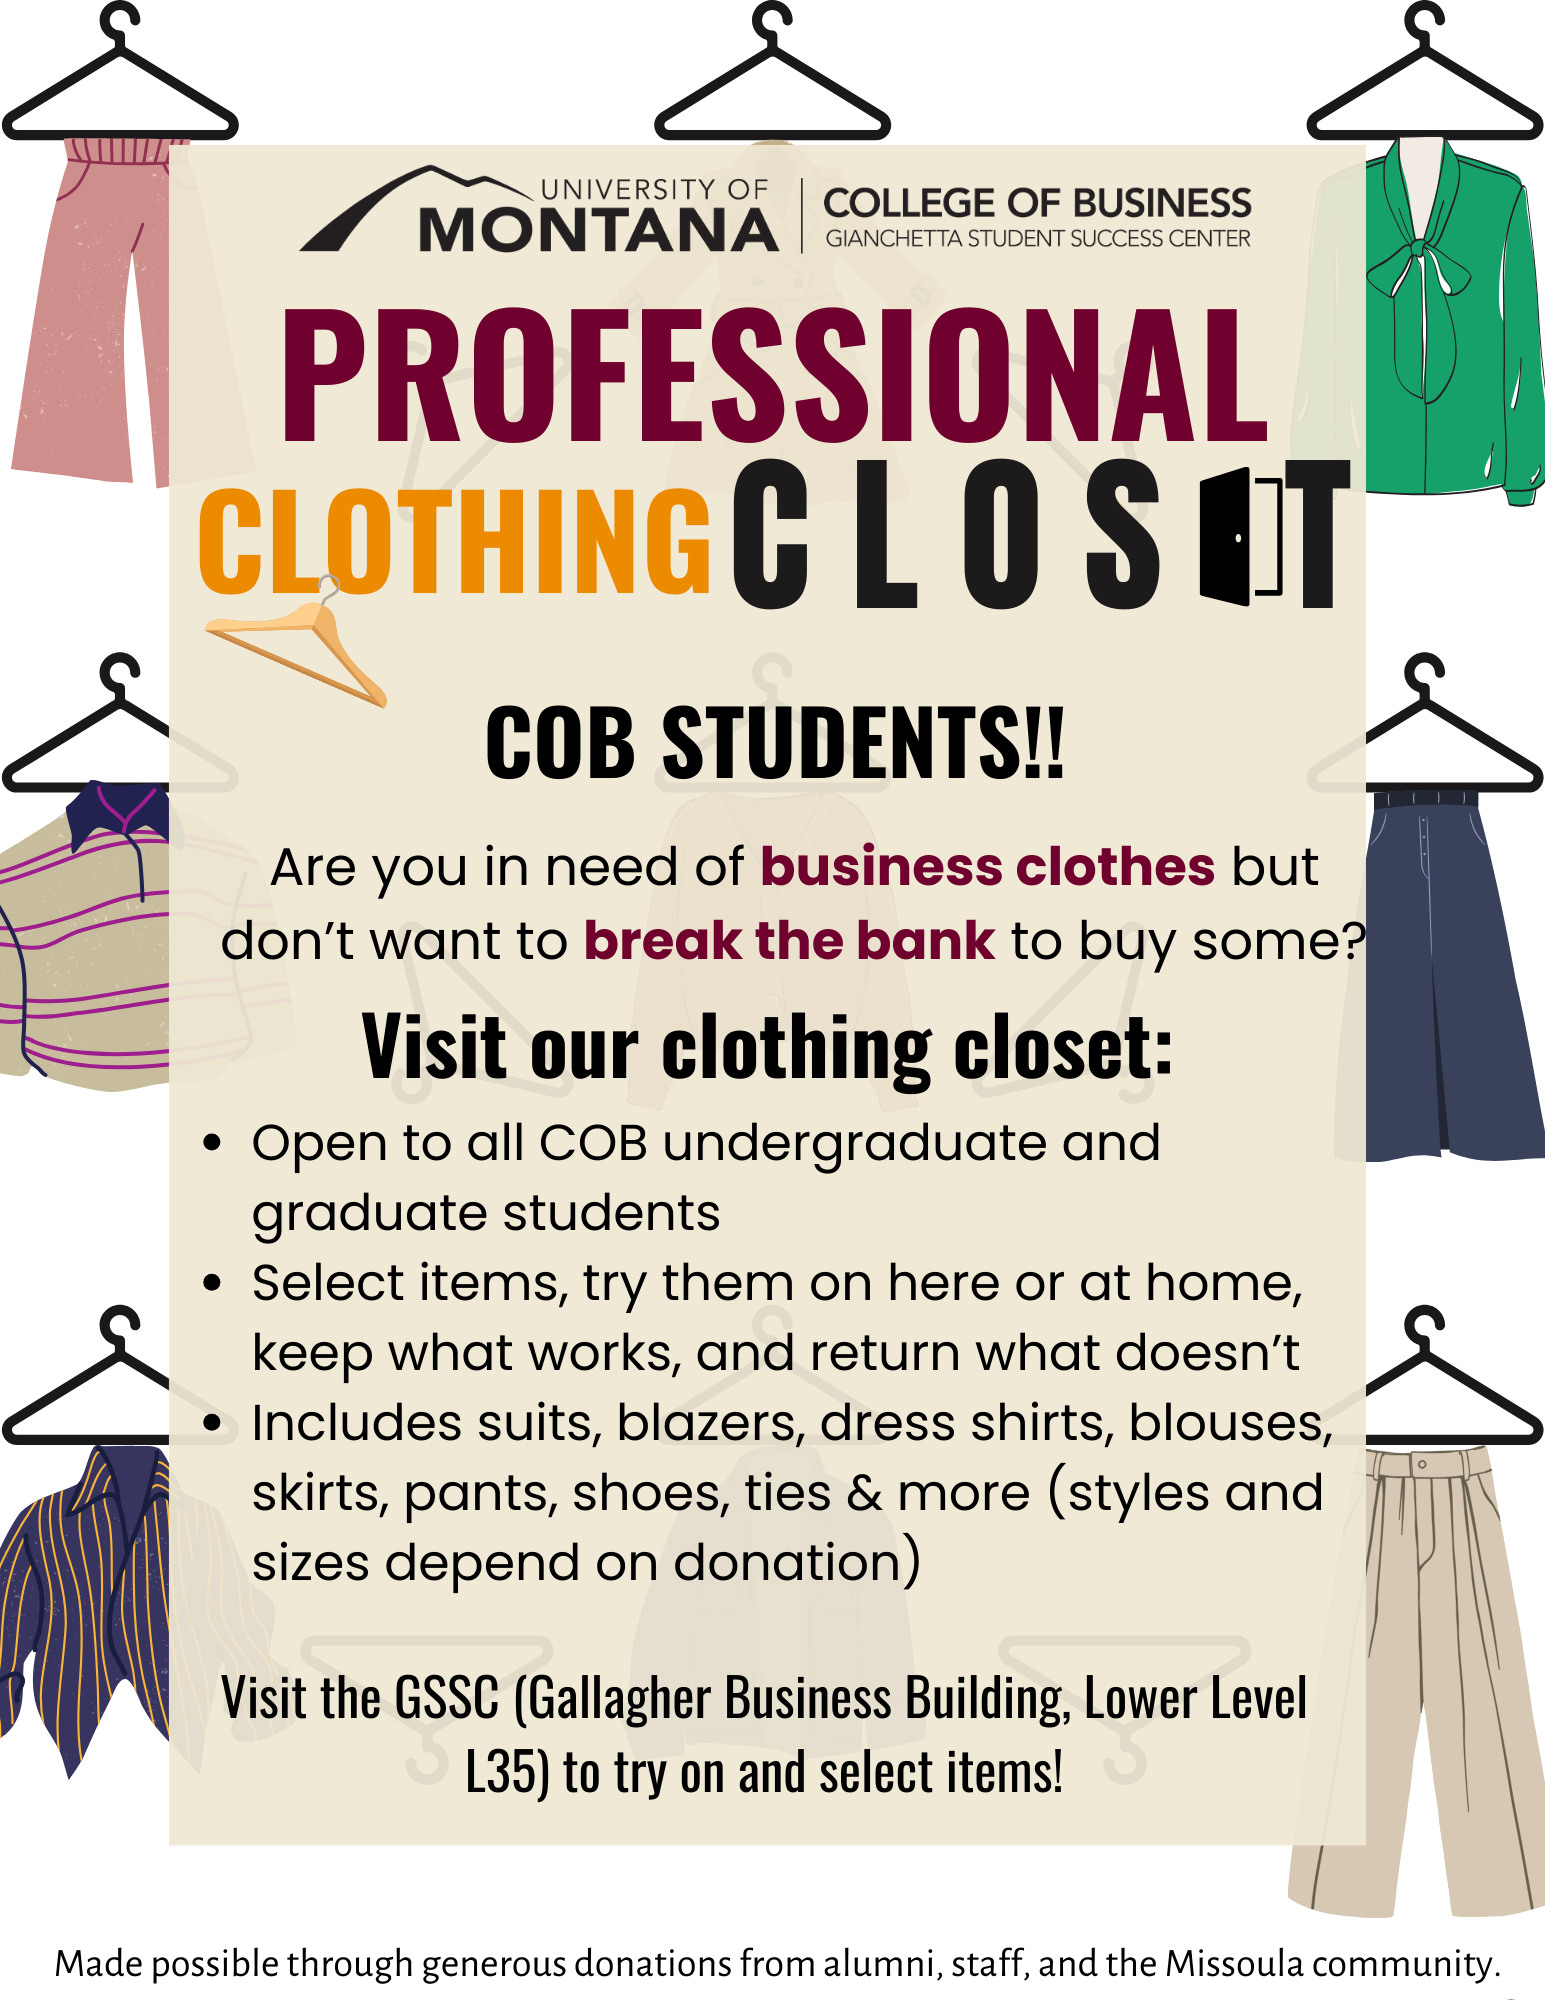 UNIVERSITY OF
MONTANA
COLLEGE OF BUSINESS
GIANCHETTA STUDENT SUCCESS CENTER
PROFESSIONAL
CLOTHING CLOSET
COB STUDENTS!!
Are you in need of business clothes but
don’t want to break the bank to buy some?
Visit our clothing closet:
• Open to all COB undergraduate and
graduate students
• Select items, try them on here or at home,
keep what works, and return what doesn’t
• Includes suits, blazers, dress shirts, blouses,
skirts, pants, shoes, ties & more (styles and
sizes depend on donation)
Visit the GSSC (Gallagher Business Building, Lower Level
L35) to try on and select items!
Made possible through generous donations from alumni, staff, and the Missoula community.